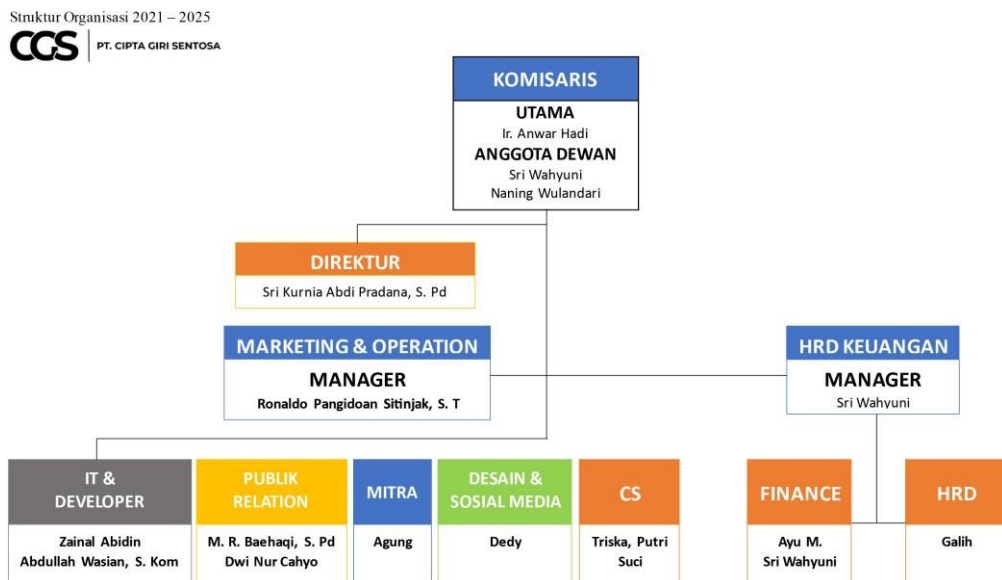 Struktur Organisasi 2021 – 2025
CGS
PT. CIPTA GIRI SENTOSA
KOMISARIS
UTAMA
Ir. Anwar Hadi
ANGGOTA DEWAN
Sri Wahyuni
Naning Wulandari
DIREKTUR
Sri Kurnia Abdi Pradana, S. Pd
MARKETING & OPERATION
MANAGER
Ronaldo Pangidoan Sitinjak, S. T
HRD KEUANGAN
MANAGER
Sri Wahyuni
IT &
DEVELOPER
Zainal Abidin
Abdullah Wasian, S. Kom
PUBLIK
RELATION
M. R. Baehaqi, S. Pd
Dwi Nur Cahyo
MITRA
Agung
DESAIN &
SOSIAL MEDIA
Dedy
CS
Triska, Putri
Suci
FINANCE
Ayu M.
Sri Wahyuni
HRD
Galih